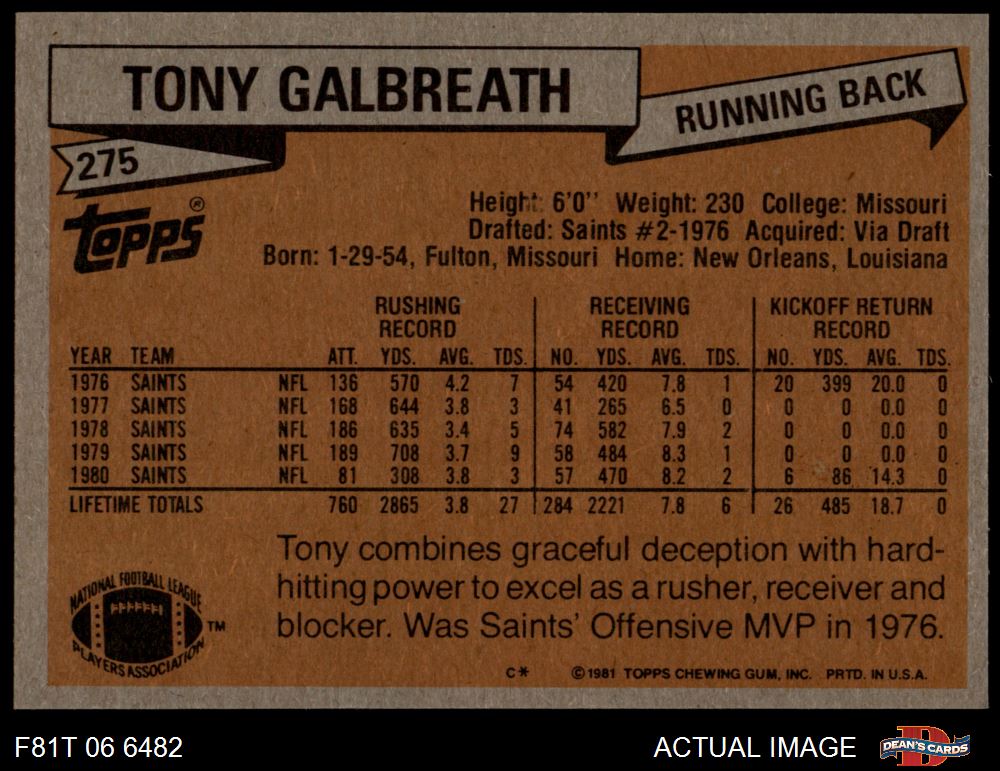 TONY GALBREATH
RUNNING BACK
275
Topps®
Height: 6'0'' Weight: 230 College: Missouri
Drafted: Saints #2-1976 Acquired: Via Draft
Born: 1-29-54, Fulton, Missouri Home: New Orleans, Louisiana
RUSHING RECORD RECEIVING RECORD KICKOFF RETURN RECORD
YEAR TEAM ATT. YDS. AVG. TDS. NO. YDS. AVG. TDS. NO. YDS. AVG. TDS.
1976 SAINTS NFL 136 570 4.2 7 54 420 7.8 1 20 399 20.0 0
1977 SAINTS NFL 168 644 3.8 3 41 265 6.5 0 0 0 0.0 0
1978 SAINTS NFL 186 635 3.4 5 74 582 7.9 2 0 0 0.0 0
1979 SAINTS NFL 189 708 3.7 9 58 484 8.3 1 0 0 0.0 0
1980 SAINTS NFL 81 308 3.8 3 57 470 8.2 2 6 86 14.3 0
LIFETIME TOTALS 760 2865 3.8 27 284 2221 7.8 6 26 485 18.7 0
Tony combines graceful deception with hard-
hitting power to excel as a rusher, receiver and
blocker. Was Saints' Offensive MVP in 1976.
NATIONAL FOOTBALL LEAGUE
PLAYERS ASSOCIATION
TM
C* ©1981 TOPPS CHEWING GUM, INC. PRTD. IN U.S.A.
F81T 06 6482
ACTUAL IMAGE
DEAN'S CARDS